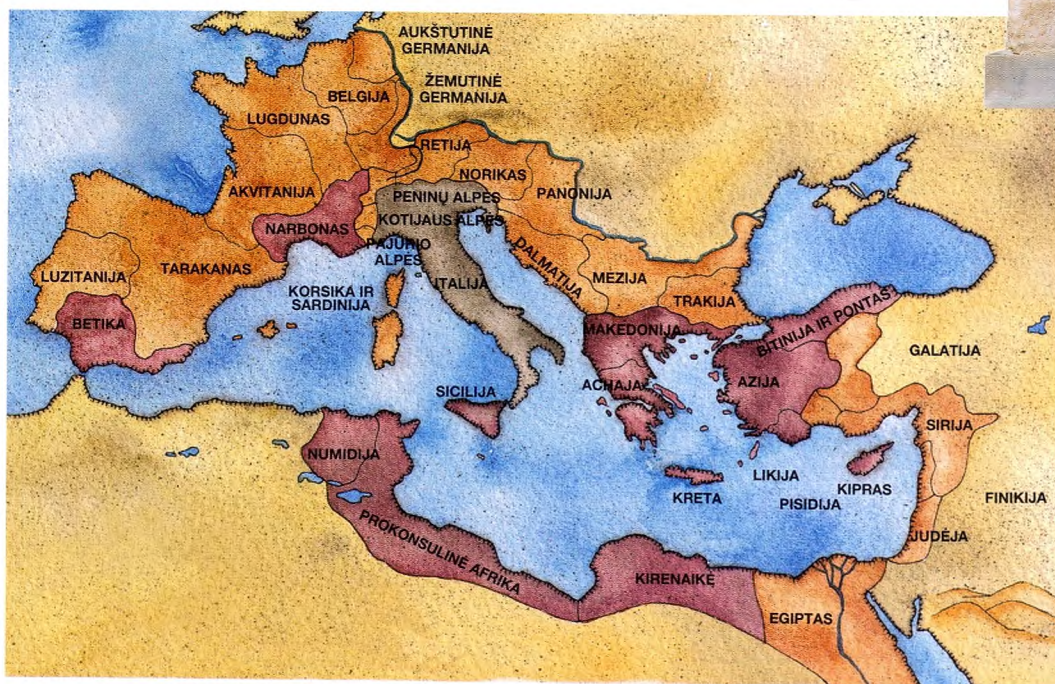 AUKŠTUTINĖ
GERMANIJA
ŽEMUTINĖ
GERMANIJA
BELGIJA
LUGDUNAS
RETIJA
NORIKAS
PANONIJA
AKVITANIJA
PENINŲ ALPĖS
KOTIJAUS ALPĖS
NARBONAS
PAJŪRIO
ALPĖS
DALMATIJA
MEZIJA
TRAKIJA
LUZITANIJA
TARAKANAS
ITALIJA
KORSIKA IR
SARDINIJA
BETIKA
MAKEDONIJA
BITINIJA IR PONTAS
GALATIJA
ACHAJA
AZIJA
SICILIJA
SIRIJA
NUMIDIJA
LIKIJA
KRETA
PISIDIJA
KIPRAS
FINIKIJA
PROKONSULINĖ AFRIKA
JUDĖJA
KIRENAIKĖ
EGIPTAS